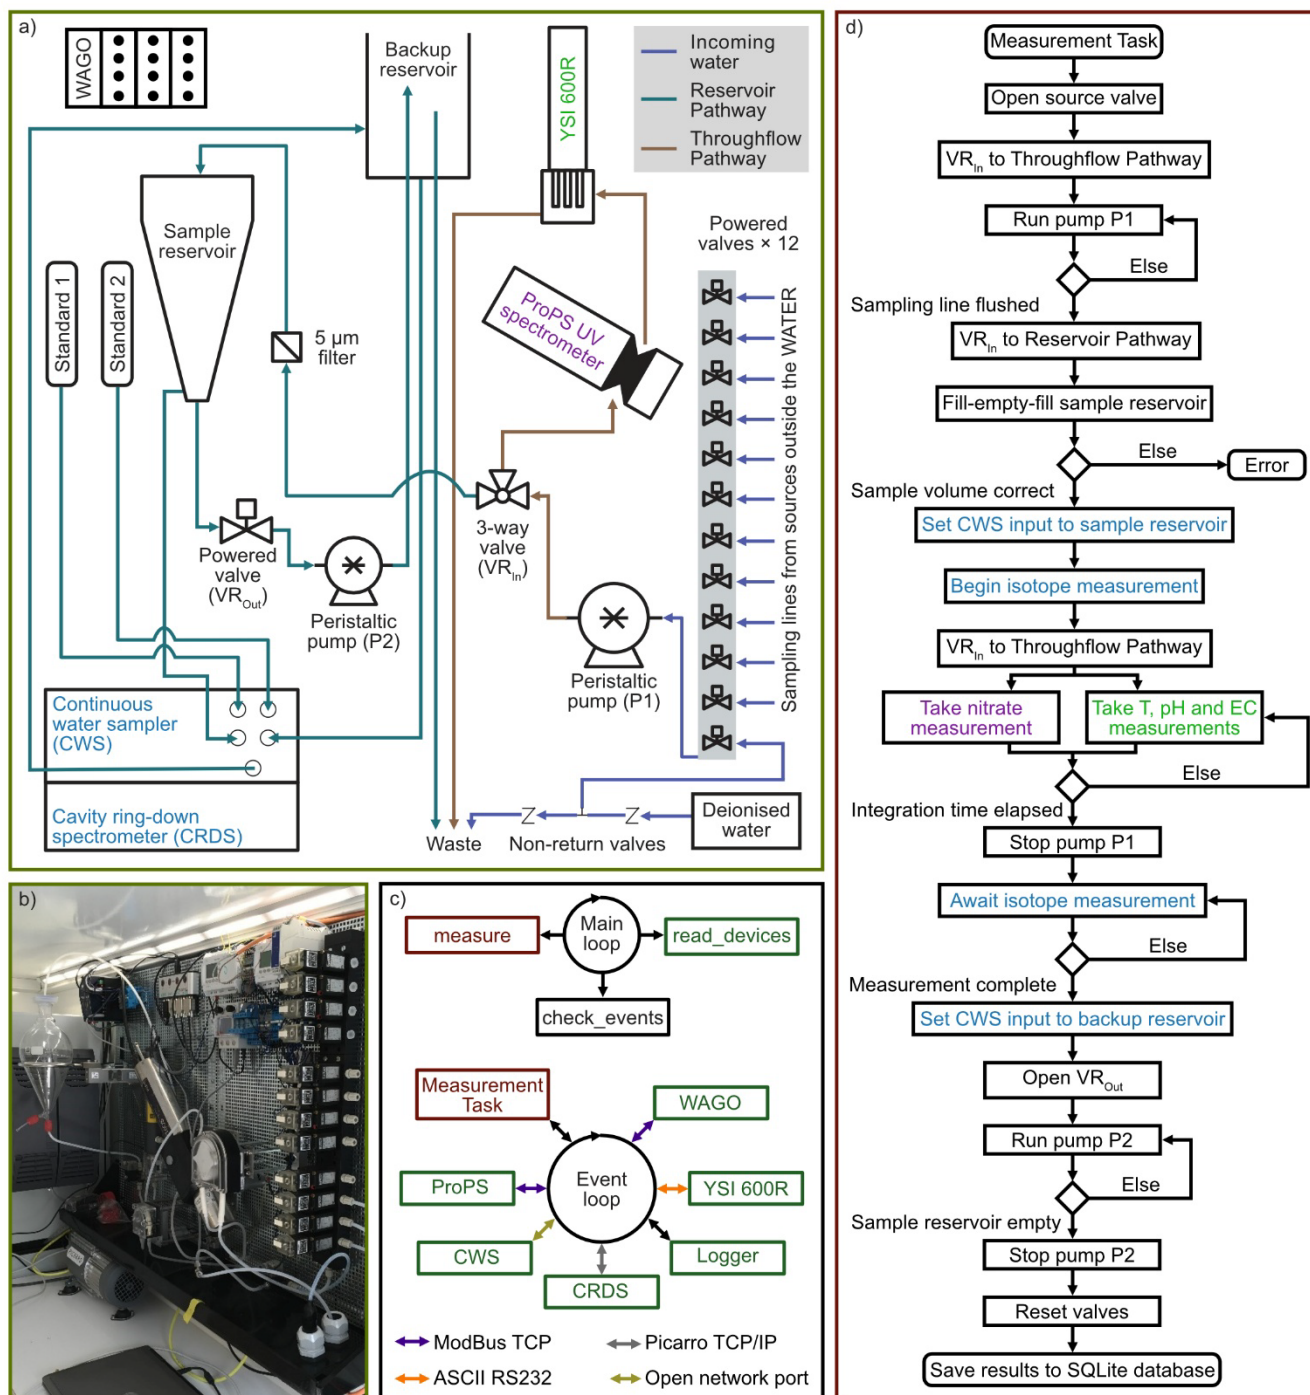 a)
WAGO
Backup
reservoir
YSI 600R
Incoming
water
Reservoir
Pathway
Throughflow
Pathway
Sample
reservoir
Standard 1
Standard 2
5 µm
filter
ProPS UV
spectrometer
Powered
valves × 12
Sampling lines from sources outside the WATER
Powered
valve
(VROut)
Peristaltic
pump (P2)
3-way
valve
(VRIn)
Peristaltic
pump (P1)
Continuous
water sampler
(CWS)
Cavity ring-down
spectrometer (CRDS)
Waste
Non-return valves
Deionised
water
b)
c)
Main
loop
measure
read_devices
check_events
Measurement
Task
WAGO
ProPS
Event
loop
YSI 600R
CWS
Logger
CRDS
ModBus TCP
Picarro TCP/IP
ASCII RS232
Open network port
d)
Measurement Task
Open source valve
VRIn to Throughflow Pathway
Run pump P1
Else
Sampling line flushed
VRIn to Reservoir Pathway
Fill-empty-fill sample reservoir
Else
Error
Sample volume correct
Set CWS input to sample reservoir
Begin isotope measurement
VRIn to Throughflow Pathway
Take nitrate
measurement
Take T, pH and EC
measurements
Else
Integration time elapsed
Stop pump P1
Await isotope measurement
Else
Measurement complete
Set CWS input to backup reservoir
Open VROut
Run pump P2
Else
Sample reservoir empty
Stop pump P2
Reset valves
Save results to SQLite database